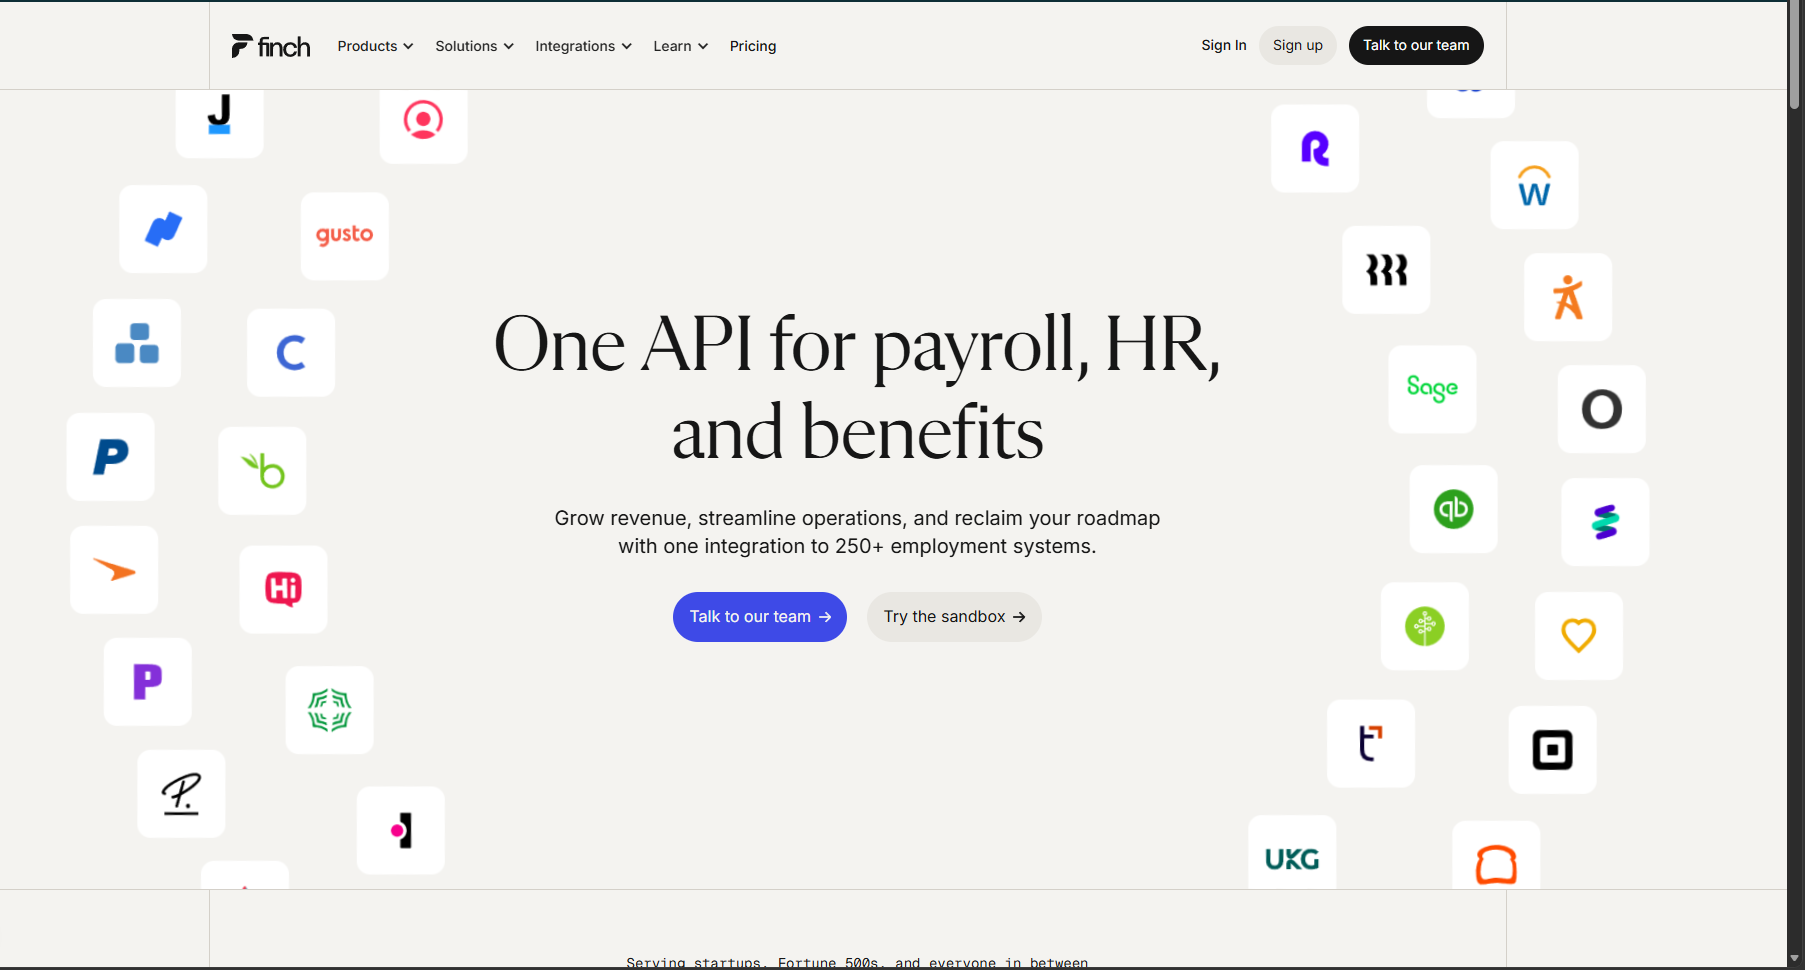 finch
Products
Solutions
Integrations
Learn
Pricing
Sign In
Sign up
Talk to our team
J
R
W
gusto
C
Sage
O
P
b
qb
Hi
P
P.
t
UKG
One API for payroll, HR,
and benefits
Grow revenue, streamline operations, and reclaim your roadmap
with one integration to 250+ employment systems.
Talk to our team →
Try the sandbox →
Serving startups, Fortune 500s, and everyone in between